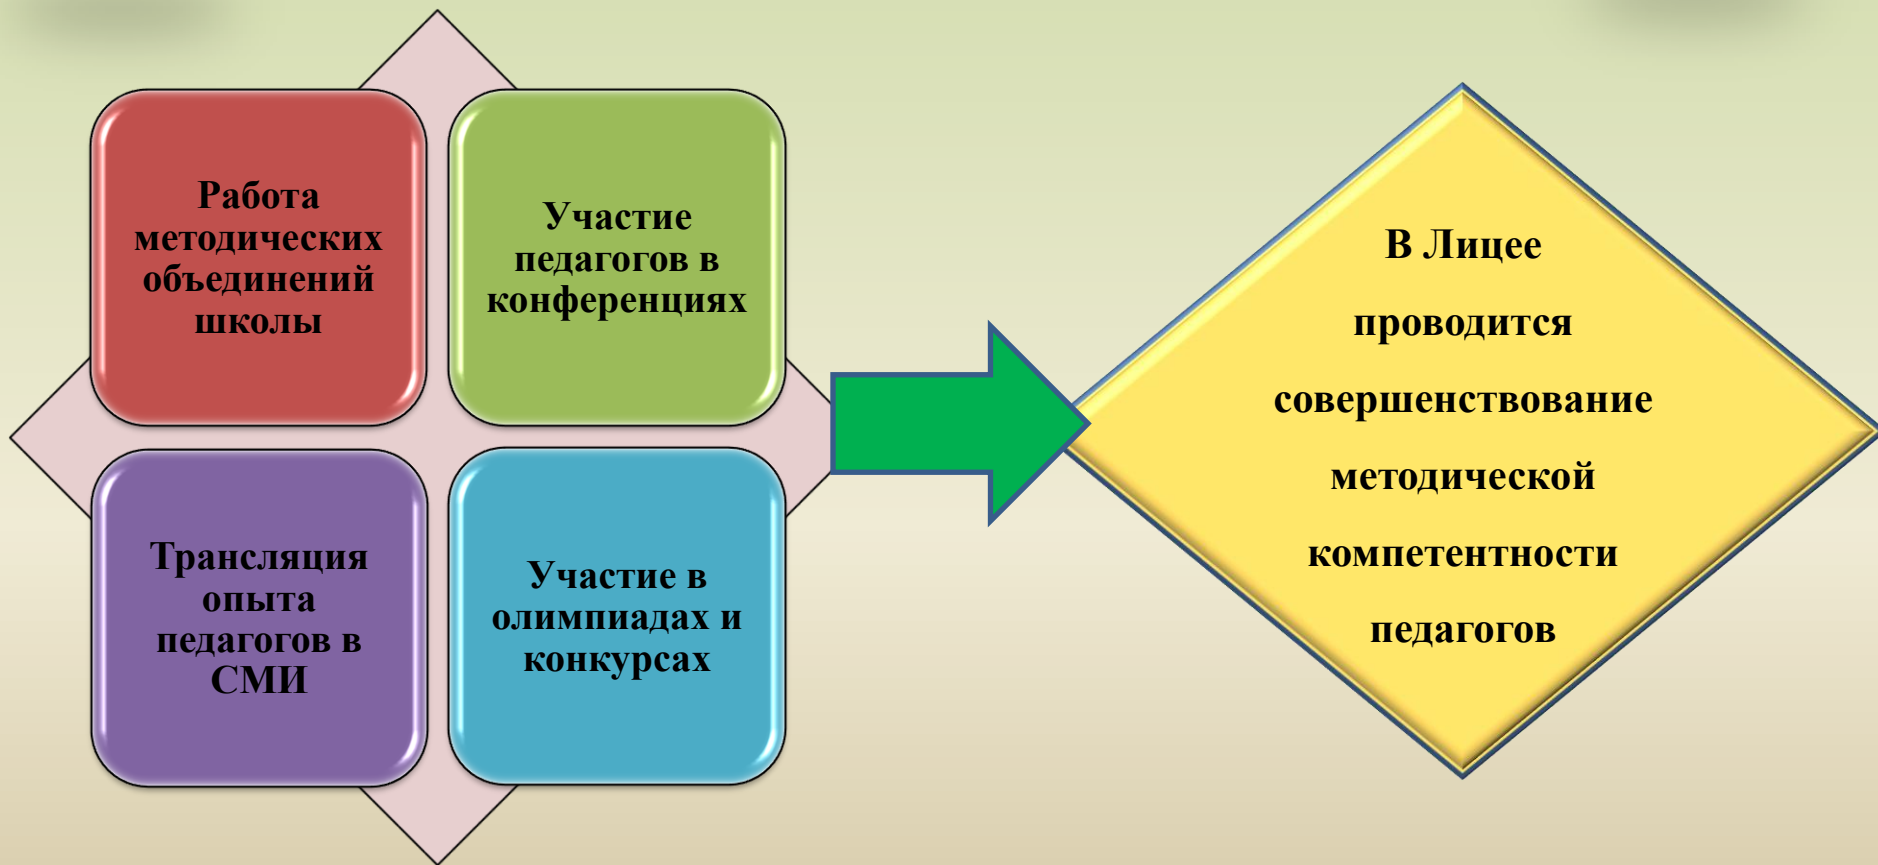 Работа
методических
объединений
школы
Участие
педагогов в
конференциях
Трансляция
опыта
педагогов в
СМИ
Участие в
олимпиадах и
конкурсах
В Лицее
проводится
совершенствование
методической
компетентности
педагогов